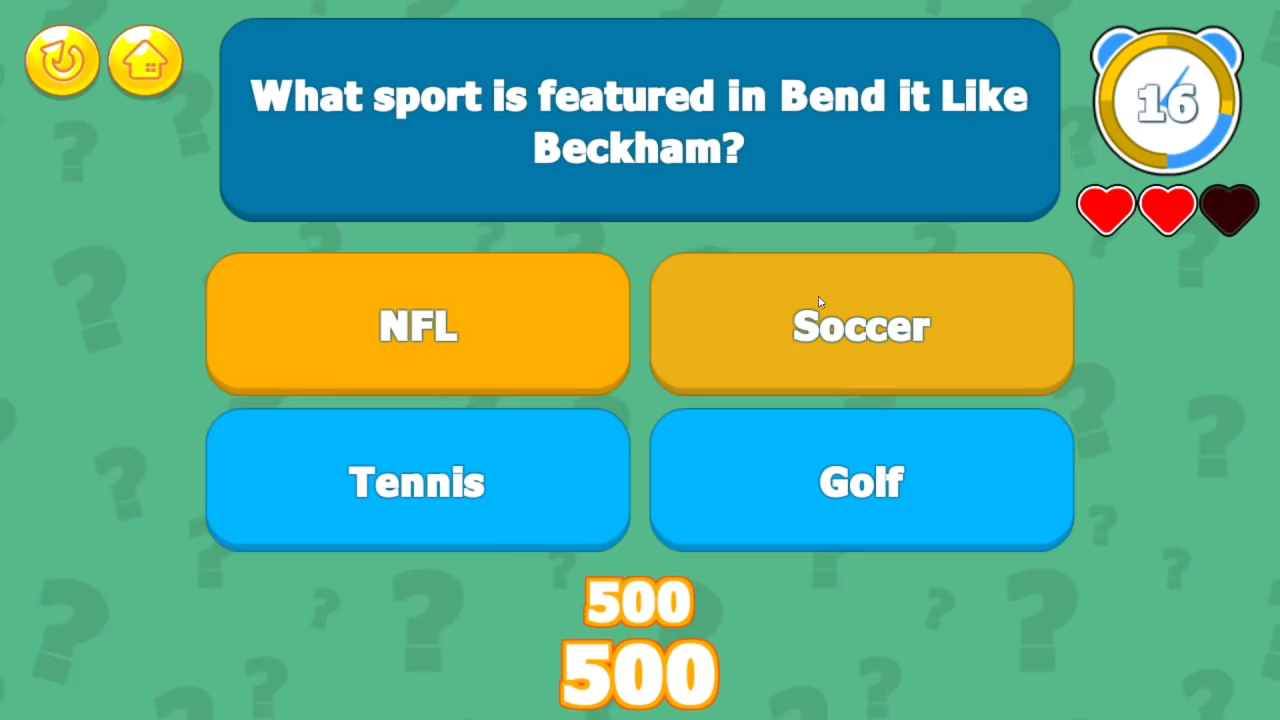 What sport is featured in Bend it Like
Beckham?
16
NFL
Soccer
Tennis
Golf
500
500